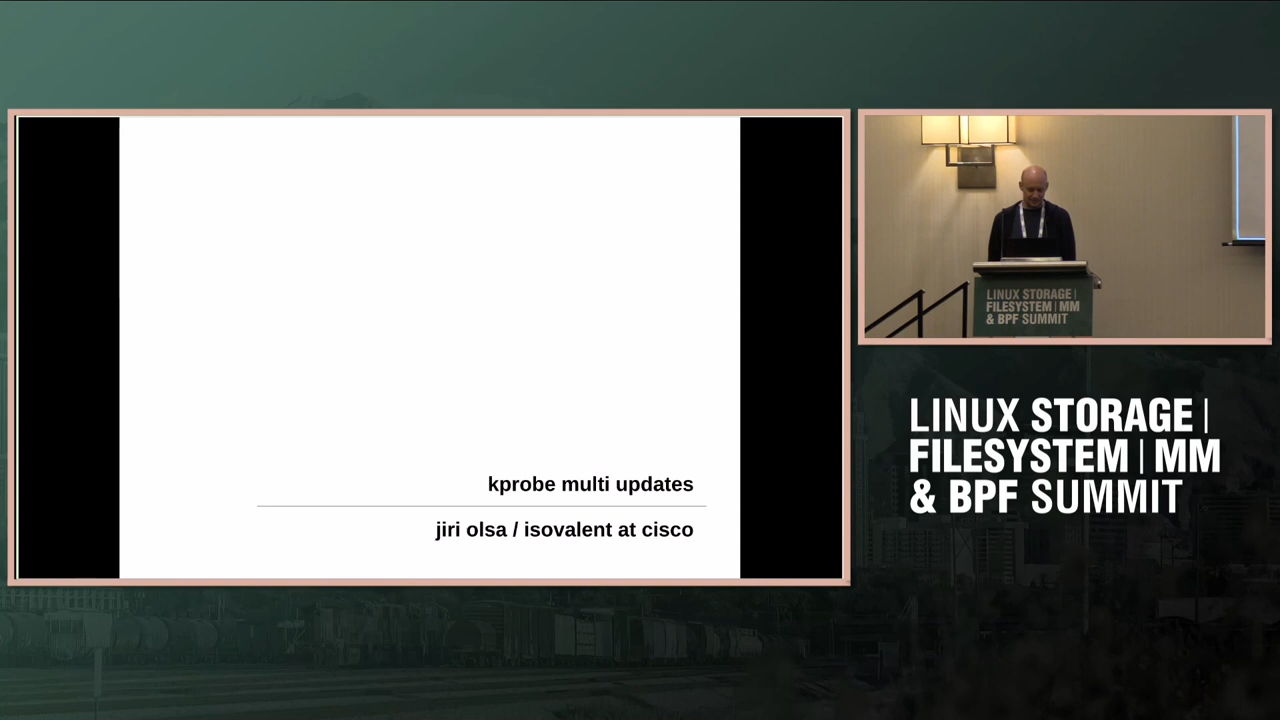 kprobe multi updates
jiri olsa / isovalent at cisco
LINUX STORAGE |
FILESYSTEM | MM
& BPF SUMMIT
LINUX STORAGE |
FILESYSTEM | MM
& BPF SUMMIT